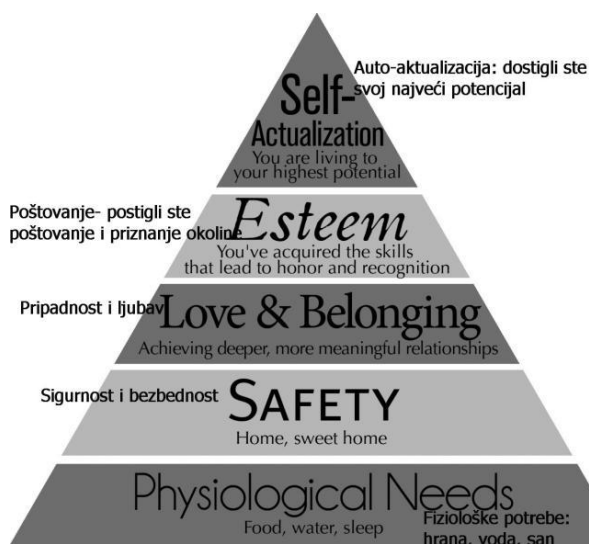 Auto-aktualizacija: dostigli ste
svoj najveći potencijal
Self-
Actualization
You are living to
your highest potential
Poštovanje- postigli ste
poštovanje i priznanje okoline
Esteem
You've acquired the skills
that lead to honor and recognition
Pripadnost i ljubav
Love & Belonging
Achieving deeper, more meaningful relationships
Sigurnost i bezbednost
SAFETY
Home, sweet home
Physiological Needs
Food, water, sleep
Fiziološke potrebe:
hrana, voda, san